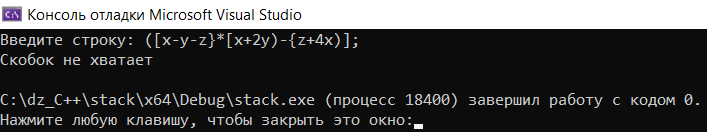 Консоль отладки Microsoft Visual Studio
Введите строку: ([x-y-z}*[x+2y)-{z+4x)];
Скобок не хватает
C:\dz_C++\stack\x64\Debug\stack.exe (процесс 18400) завершил работу с кодом 0.
Нажмите любую клавишу, чтобы закрыть это окно: